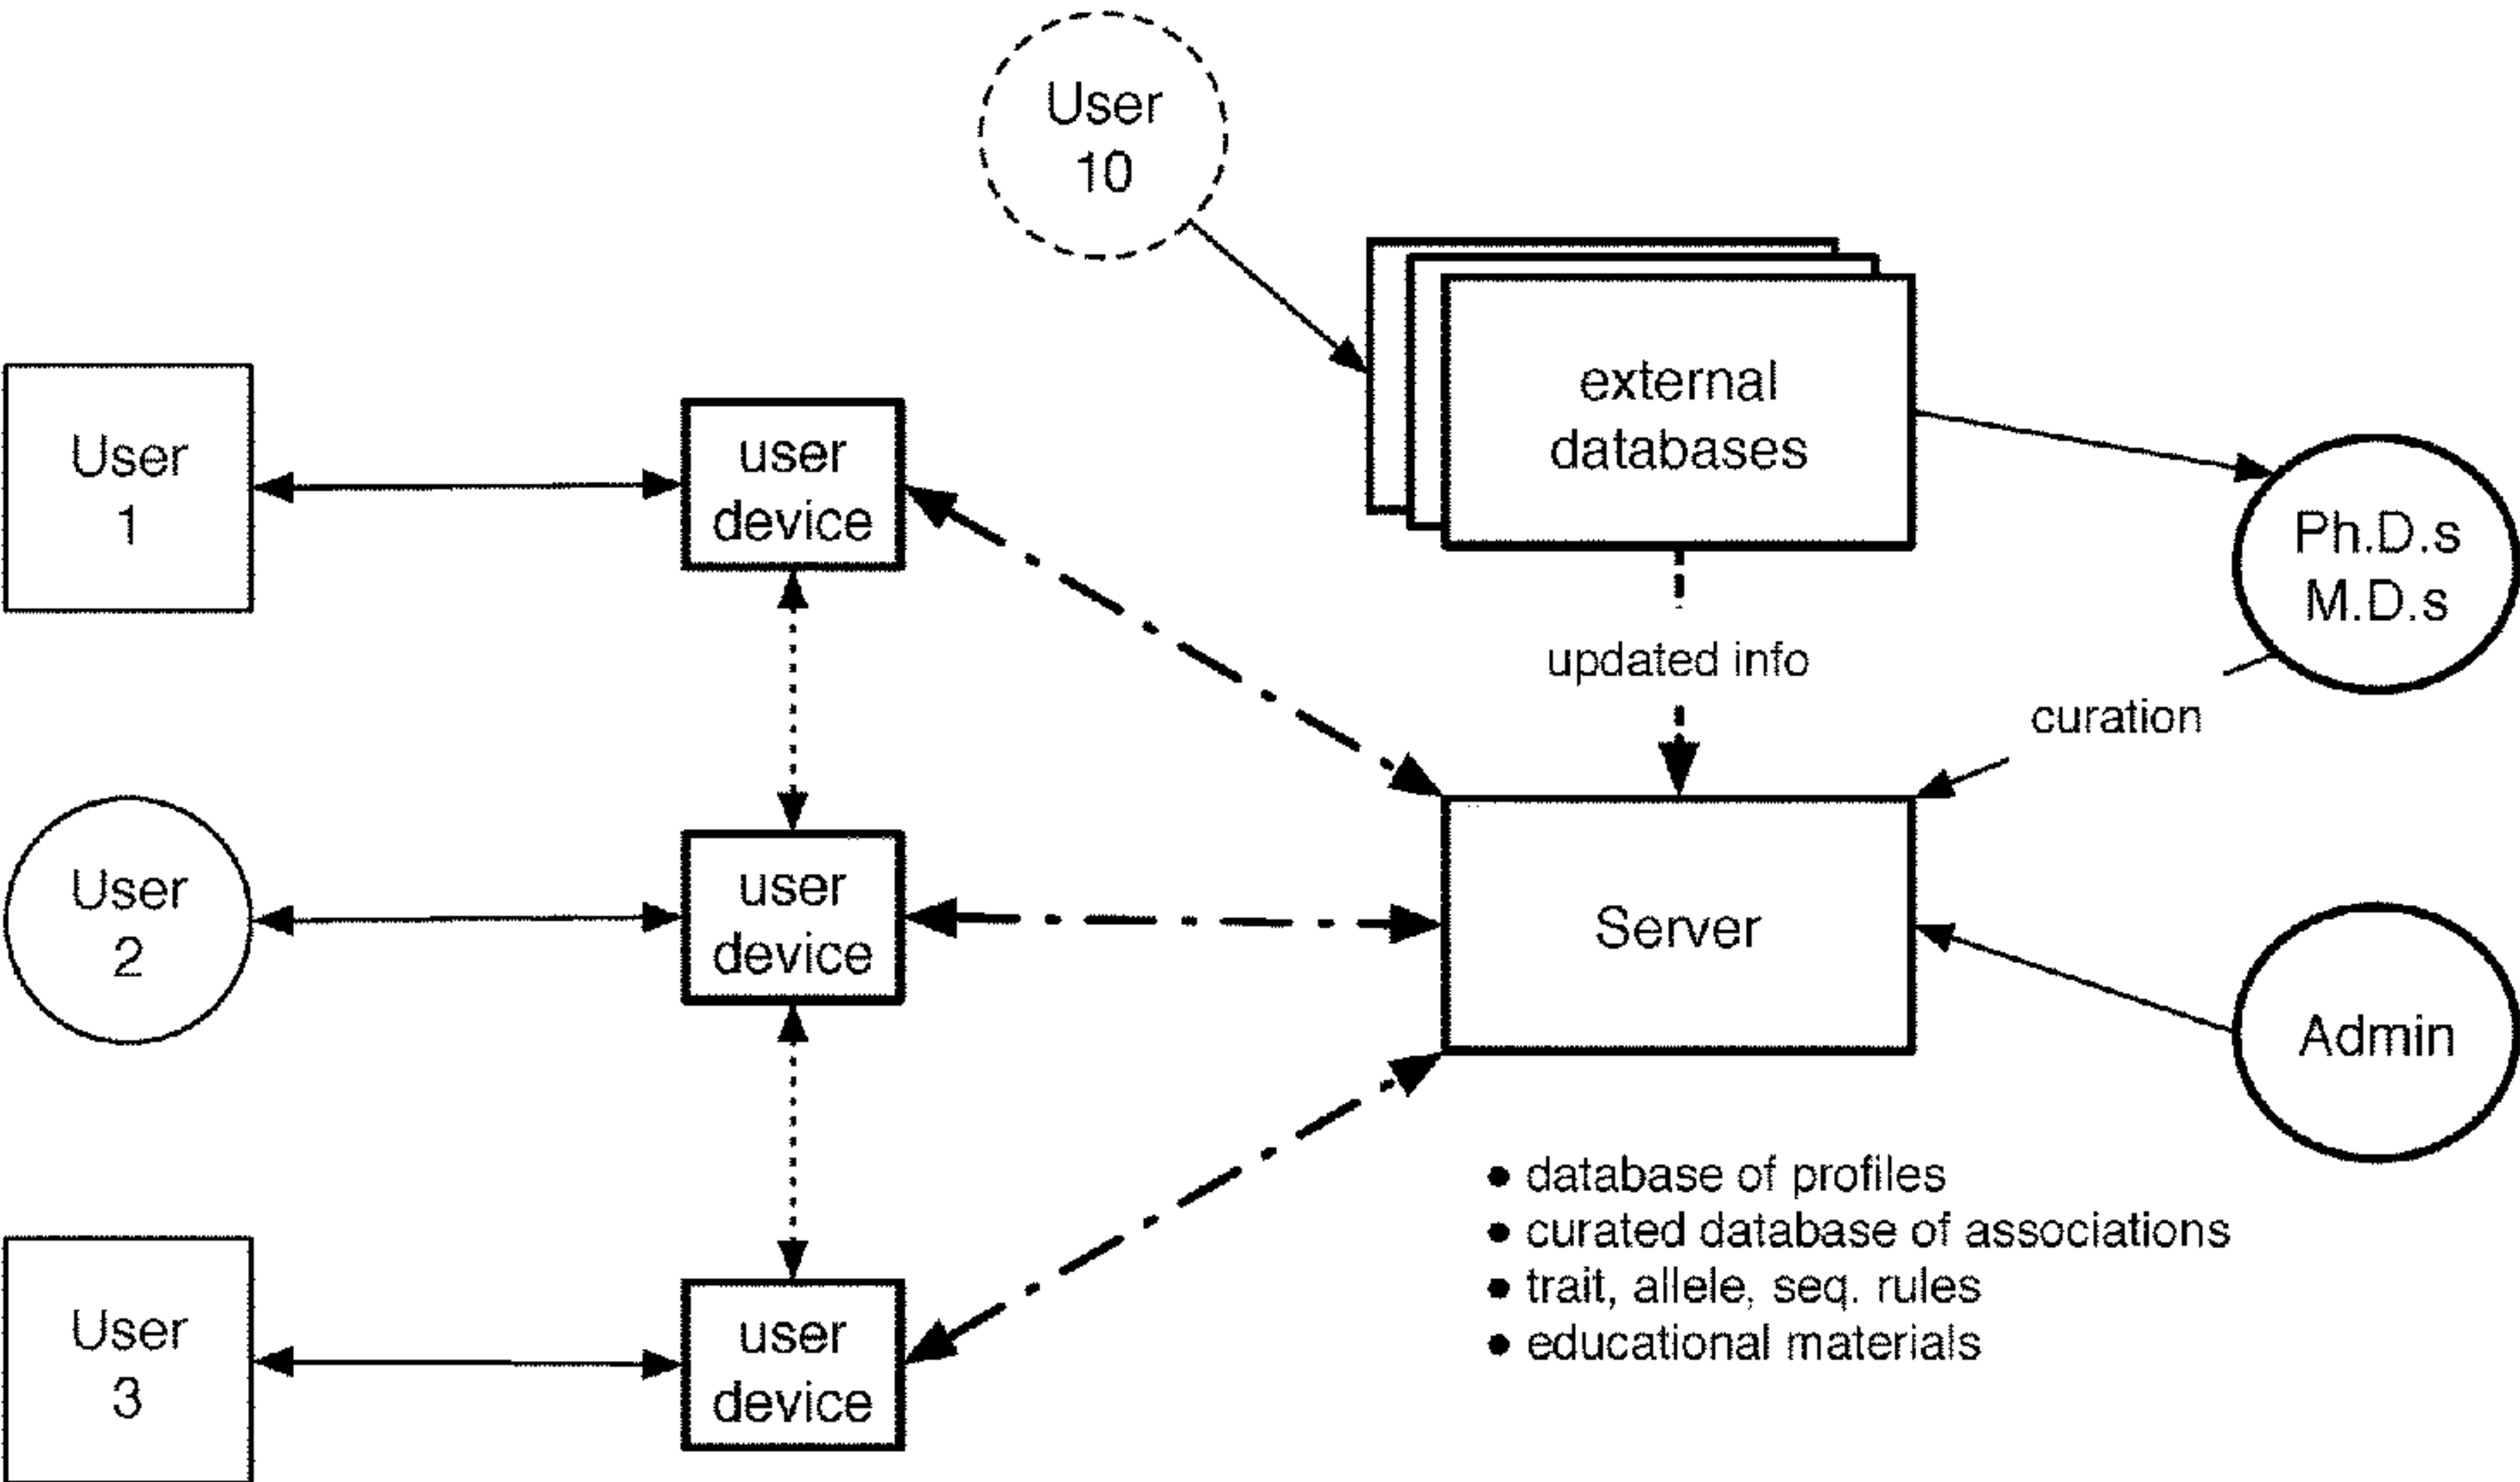 User
10
external
databases
User
1
user
device
Ph.D.s
M.D.s
updated info
curation
User
2
user
device
Server
Admin
• database of profiles
• curated database of associations
• trait, allele, seq. rules
• educational materials
User
3
user
device